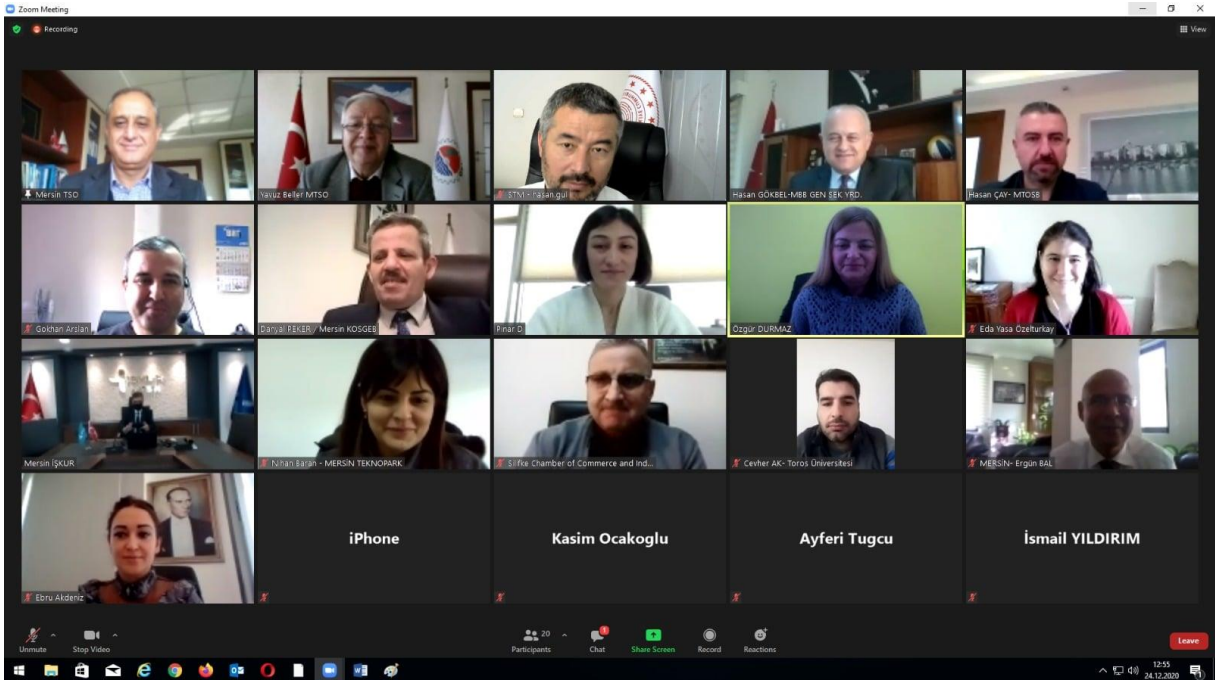 Zoom Meeting
Recording
View
Mersin TSO
Yavuz Beller MTSO
STM - hasan.gul
Hasan GÖKBEL-MBB GEN SEK YRD.
Hasan ÇAY- MTOSB
Gokhan Arslan
Danyal PEKER / Mersin KOSGEB
Pınar D
Özgür DURMAZ
Eda Yasa Özelturkay
Mersin İŞKUR
Nihan Baran - MERSİN TEKNOPARK
Silifke Chamber of Commerce and Ind...
Cevher AK- Toros Üniversitesi
MERSİN- Ergün BAL
Ebru Akdeniz
iPhone
Kasim Ocakoglu
Ayferi Tugcu
İsmail YILDIRIM
Unmute
Stop Video
20
Participants
1
Chat
Share Screen
Record
Reactions
Leave
12:55
24.12.2020